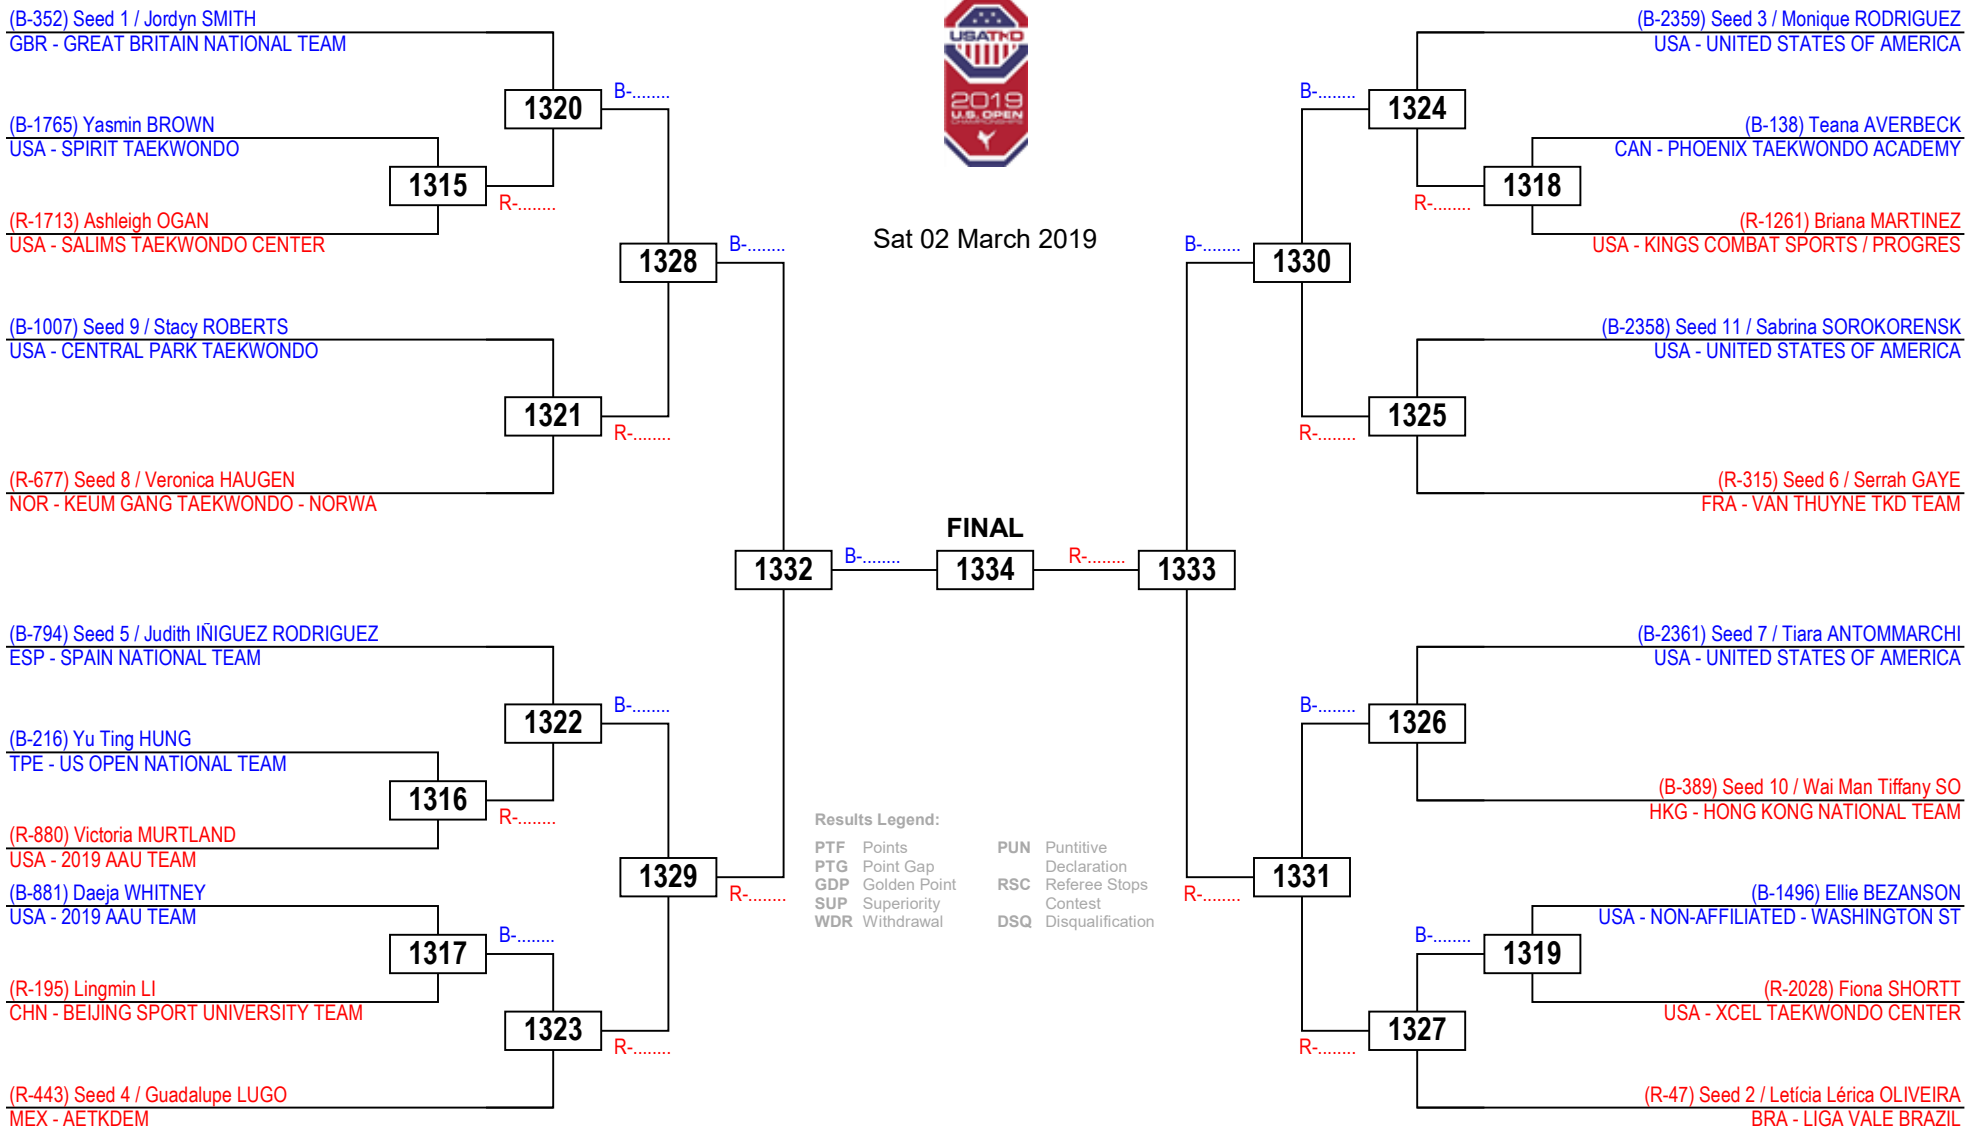 (B-352) Seed 1 / Jordyn SMITH
GBR - GREAT BRITAIN NATIONAL TEAM
1320
B-........
(B-1765) Yasmin BROWN
USA - SPIRIT TAEKWONDO
1315
R-........
(R-1713) Ashleigh OGAN
USA - SALIMS TAEKWONDO CENTER
1328
B-........
(B-1007) Seed 9 / Stacy ROBERTS
USA - CENTRAL PARK TAEKWONDO
1321
R-........
(R-677) Seed 8 / Veronica HAUGEN
NOR - KEUM GANG TAEKWONDO - NORWA
1332
B-........
(B-794) Seed 5 / Judith IÑIGUEZ RODRIGUEZ
ESP - SPAIN NATIONAL TEAM
1322
B-........
(B-216) Yu Ting HUNG
TPE - US OPEN NATIONAL TEAM
1316
R-........
(R-880) Victoria MURTLAND
USA - 2019 AAU TEAM
1329
R-........
(B-881) Daeja WHITNEY
USA - 2019 AAU TEAM
1317
B-........
(R-195) Lingmin LI
CHN - BEIJING SPORT UNIVERSITY TEAM
1323
R-........
(R-443) Seed 4 / Guadalupe LUGO
MEX - AETKDEM
USATKD
2019
U.S. OPEN
CHAMPIONSHIPS
Sat 02 March 2019
FINAL
1334
Results Legend:
PTF Points
PTG Point Gap
GDP Golden Point
SUP Superiority
WDR Withdrawal
PUN Puntitive
Declaration
RSC Referee Stops
Contest
DSQ Disqualification
(B-2359) Seed 3 / Monique RODRIGUEZ
USA - UNITED STATES OF AMERICA
B-........
1324
(B-138) Teana AVERBECK
CAN - PHOENIX TAEKWONDO ACADEMY
R-........
1318
(R-1261) Briana MARTINEZ
USA - KINGS COMBAT SPORTS / PROGRES
B-........
1330
(B-2358) Seed 11 / Sabrina SOROKORENSK
USA - UNITED STATES OF AMERICA
R-........
1325
(R-315) Seed 6 / Serrah GAYE
FRA - VAN THUYNE TKD TEAM
R-........
1333
(B-2361) Seed 7 / Tiara ANTOMMARCHI
USA - UNITED STATES OF AMERICA
B-........
1326
(B-389) Seed 10 / Wai Man Tiffany SO
HKG - HONG KONG NATIONAL TEAM
R-........
1331
(B-1496) Ellie BEZANSON
USA - NON-AFFILIATED - WASHINGTON ST
B-........
1319
(R-2028) Fiona SHORTT
USA - XCEL TAEKWONDO CENTER
R-........
1327
(R-47) Seed 2 / Letícia Lérica OLIVEIRA
BRA - LIGA VALE BRAZIL